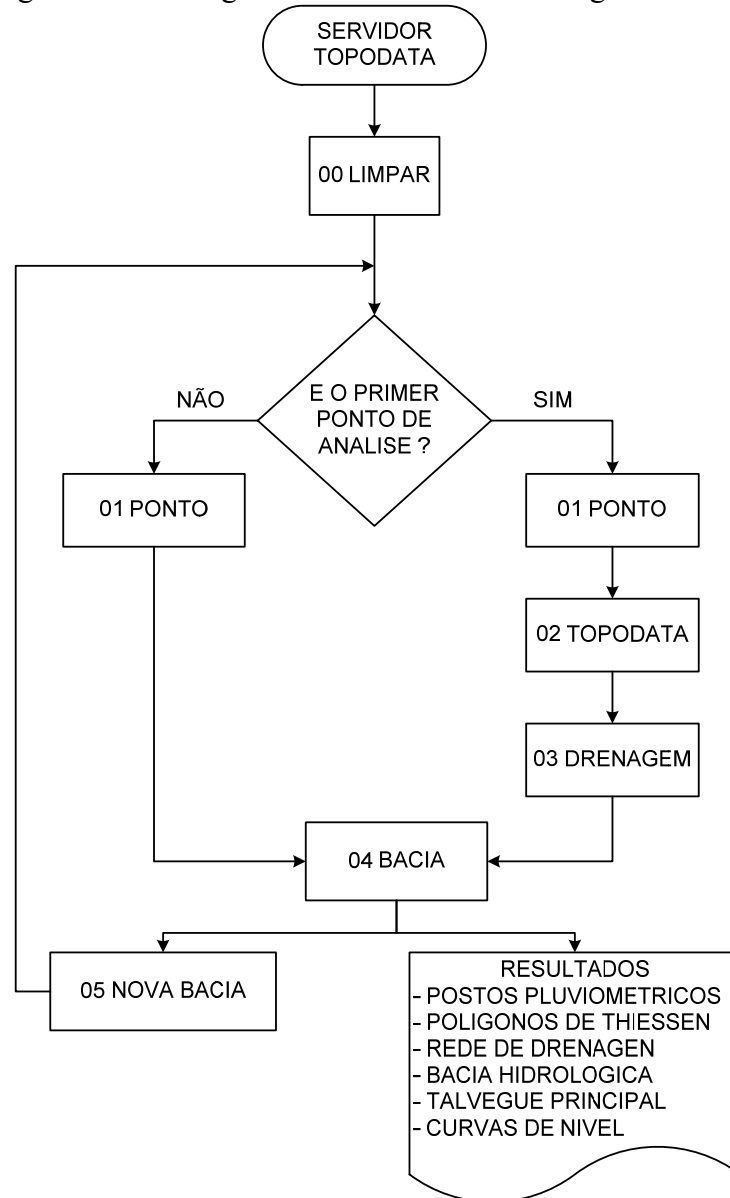 SERVIDOR
TOPODATA
00 LIMPAR
E O PRIMER
PONTO DE
ANALISE ?
NÃO
SIM
01 PONTO
01 PONTO
02 TOPODATA
03 DRENAGEM
04 BACIA
05 NOVA BACIA
RESULTADOS
- POSTOS PLUVIOMETRICOS
- POLIGONOS DE THIESSEN
- REDE DE DRENAGEN
- BACIA HIDROLOGICA
- TALVEGUE PRINCIPAL
- CURVAS DE NIVEL